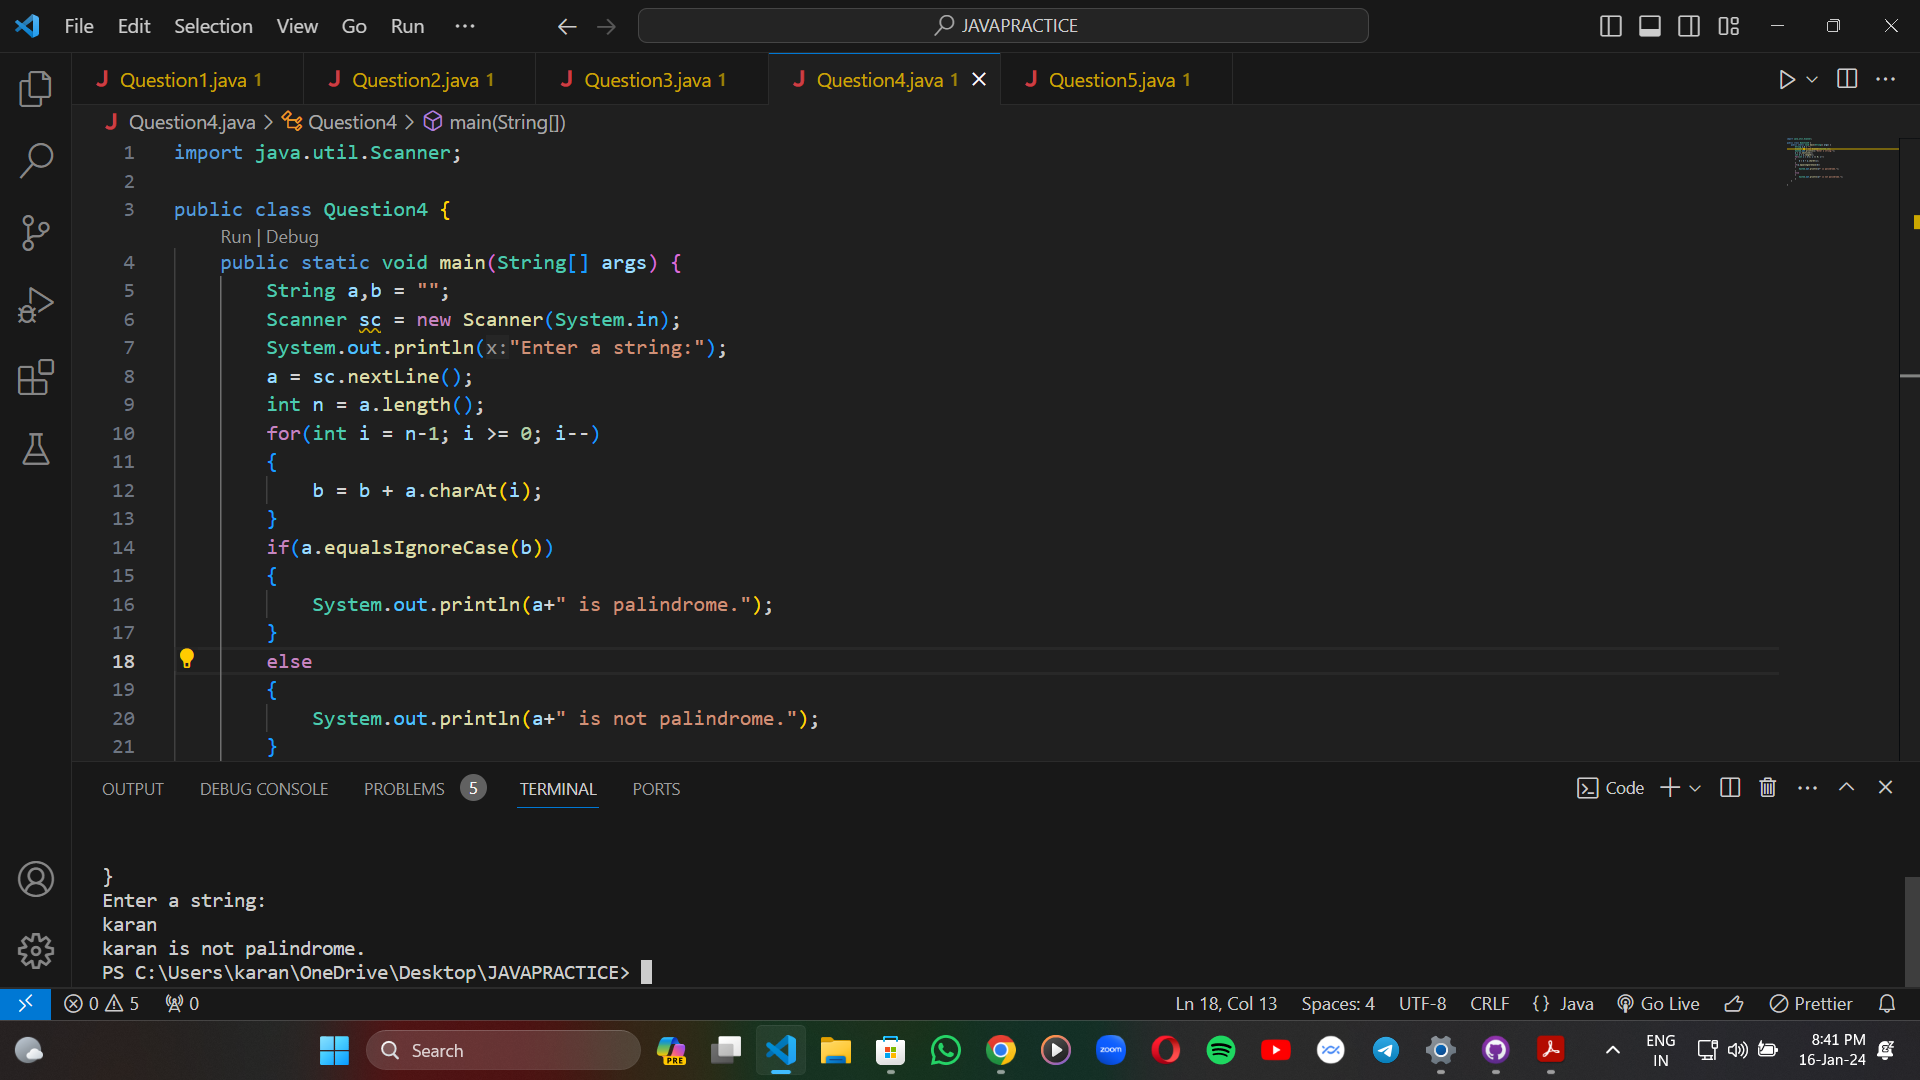 File Edit Selection View Go Run ··· JAVAPRACTICE
Question1.java 1 Question2.java 1 Question3.java 1 Question4.java 1 Question5.java 1
Question4.java > Question4 > main(String[])
1 import java.util.Scanner;
2
3 public class Question4 {
Run | Debug
4 public static void main(String[] args) {
5 String a,b = "";
6 Scanner sc = new Scanner(System.in);
7 System.out.println(x:"Enter a string:");
8 a = sc.nextLine();
9 int n = a.length();
10 for(int i = n-1; i >= 0; i--)
11 {
12 b = b + a.charAt(i);
13 }
14 if(a.equalsIgnoreCase(b))
15 {
16 System.out.println(a+" is palindrome.");
17 }
18 else
19 {
20 System.out.println(a+" is not palindrome.");
21 }
OUTPUT DEBUG CONSOLE PROBLEMS 5 TERMINAL PORTS Code
}
Enter a string:
karan
karan is not palindrome.
PS C:\Users\karan\OneDrive\Desktop\JAVAPRACTICE>
0 5 0 Ln 18, Col 13 Spaces: 4 UTF-8 CRLF {} Java Go Live Prettier
Search PRE zoom ENG 8:41 PM
IN 16-Jan-24